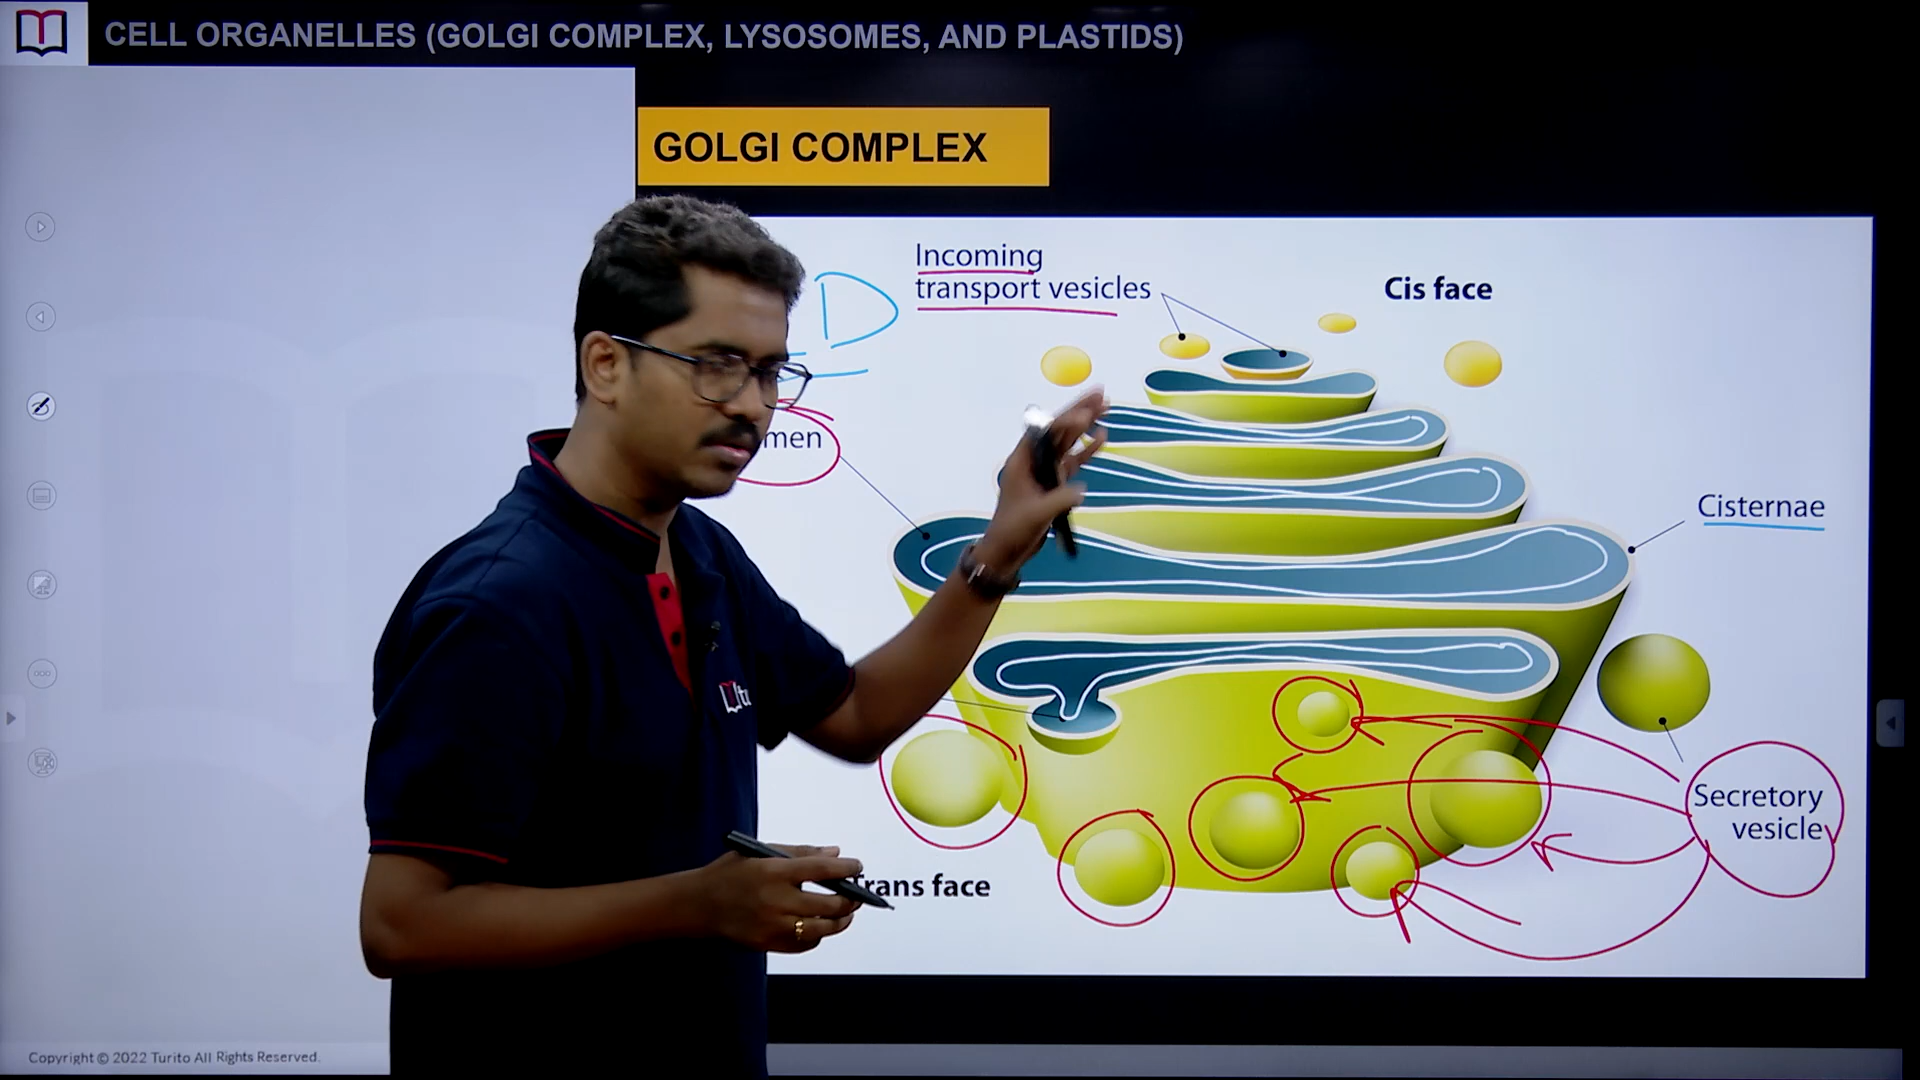 CELL ORGANELLES (GOLGI COMPLEX, LYSOSOMES, AND PLASTIDS)
GOLGI COMPLEX
Incoming
transport vesicles
Cis face
D
men
Cisternae
Secretory
vesicle
Trans face
Copyright © 2022 Turito All Rights Reserved.